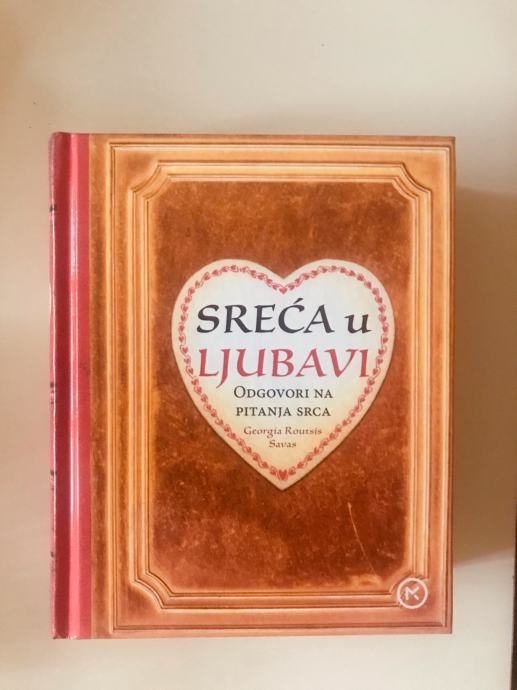 SREĆA u
LJUBAVI
ODGOVORI NA
PITANJA SRCA
Georgia Routsis
Savas